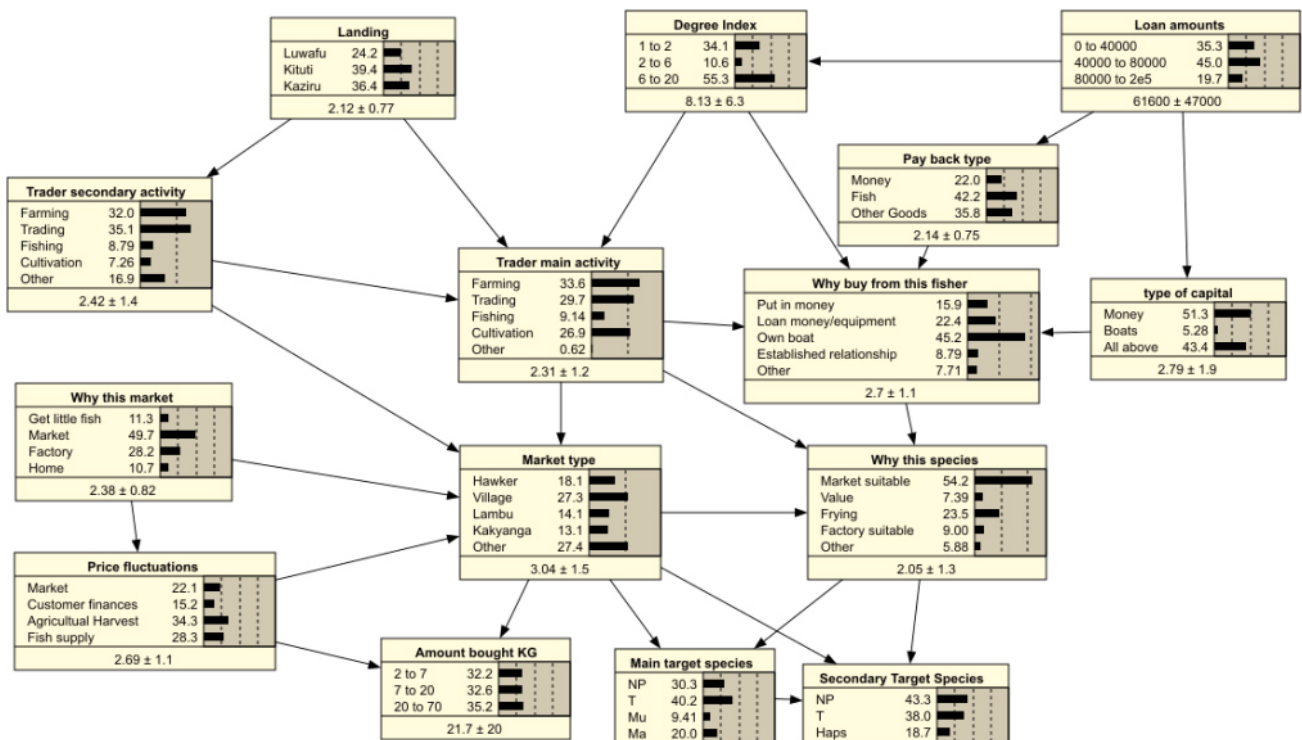 Landing
Luwafu 24.2
Kituti 39.4
Kaziru 36.4
2.12 ± 0.77
Degree Index
1 to 2 34.1
2 to 6 10.6
6 to 20 55.3
8.13 ± 6.3
Loan amounts
0 to 40000 35.3
40000 to 80000 45.0
80000 to 2e5 19.7
61600 ± 47000
Pay back type
Money 22.0
Fish 42.2
Other Goods 35.8
2.14 ± 0.75
Trader secondary activity
Farming 32.0
Trading 35.1
Fishing 8.79
Cultivation 7.26
Other 16.9
2.42 ± 1.4
Trader main activity
Farming 33.6
Trading 29.7
Fishing 9.14
Cultivation 26.9
Other 0.62
2.31 ± 1.2
Why buy from this fisher
Put in money 15.9
Loan money/equipment 22.4
Own boat 45.2
Established relationship 8.79
Other 7.71
2.7 ± 1.1
type of capital
Money 51.3
Boats 5.28
All above 43.4
2.79 ± 1.9
Why this market
Get little fish 11.3
Market 49.7
Factory 28.2
Home 10.7
2.38 ± 0.82
Market type
Hawker 18.1
Village 27.3
Lambu 14.1
Kakyanga 13.1
Other 27.4
3.04 ± 1.5
Why this species
Market suitable 54.2
Value 7.39
Frying 23.5
Factory suitable 9.00
Other 5.88
2.05 ± 1.3
Price fluctuations
Market 22.1
Customer finances 15.2
Agricultual Harvest 34.3
Fish supply 28.3
2.69 ± 1.1
Amount bought KG
2 to 7 32.2
7 to 20 32.6
20 to 70 35.2
21.7 ± 20
Main target species
NP 30.3
T 40.2
Mu 9.41
Ma 20.0
Secondary Target Species
NP 43.3
T 38.0
Haps 18.7